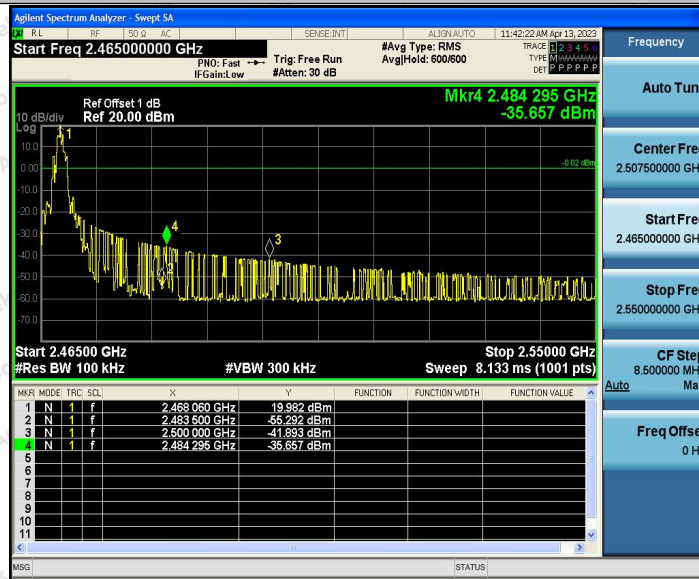 Agilent Spectrum Analyzer - Swept SA
RL RF 50 Ω AC SENSE:INT ALIGN AUTO 11:42:22 AM Apr 13, 2023
Start Freq 2.465000000 GHz
PNO: Fast
IFGain:Low
Trig: Free Run
#Atten: 30 dB
#Avg Type: RMS
Avg|Hold: 600/600
TRACE 1 2 3 4 5 6
TYPE M
DET P P P P P P
Ref Offset 1 dB
10 dB/div Ref 20.00 dBm
Log
Mkr4 2.484 295 GHz
-35.657 dBm
10.0
0.00
-10.0
-20.0
-30.0
-40.0
-50.0
-60.0
-70.0
-0.02 dBm
1
4
3
2
Start 2.46500 GHz Stop 2.55000 GHz
#Res BW 100 kHz #VBW 300 kHz Sweep 8.133 ms (1001 pts)
MKR MODE TRC SCL X Y FUNCTION FUNCTION WIDTH FUNCTION VALUE
1 N 1 f 2.468 060 GHz 19.982 dBm
2 N 1 f 2.483 500 GHz -55.292 dBm
3 N 1 f 2.500 000 GHz -41.893 dBm
4 N 1 f 2.484 295 GHz -35.657 dBm
5
6
7
8
9
10
11
MSG STATUS
Frequency
Auto Tun
Center Fre
2.507500000 GH
Start Fre
2.465000000 GH
Stop Fre
2.550000000 GH
CF Step
8.500000 MH
Auto Ma
Freq Offse
0 H